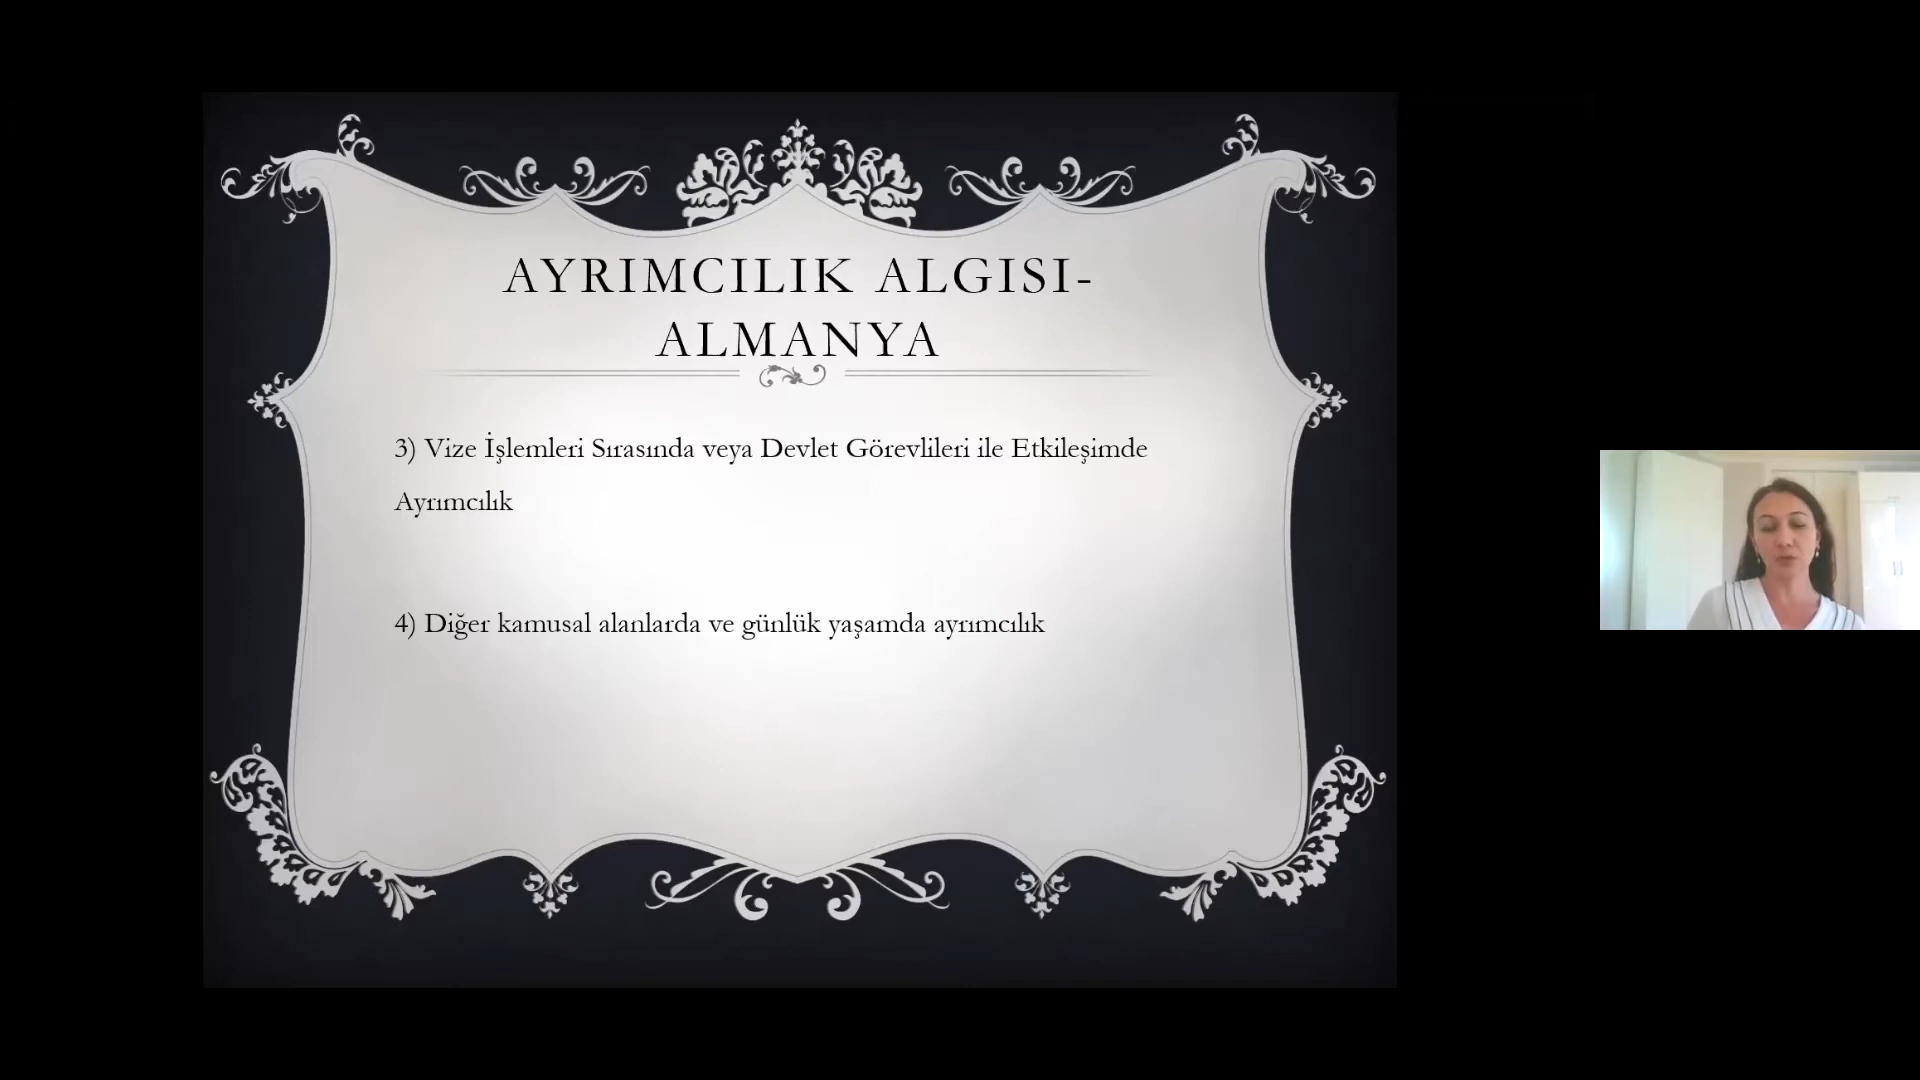 AYRIMCILIK ALGISI-
ALMANYA
3) Vize İşlemleri Sırasında veya Devlet Görevlileri ile Etkileşimde
Ayrımcılık
4) Diğer kamusal alanlarda ve günlük yaşamda ayrımcılık